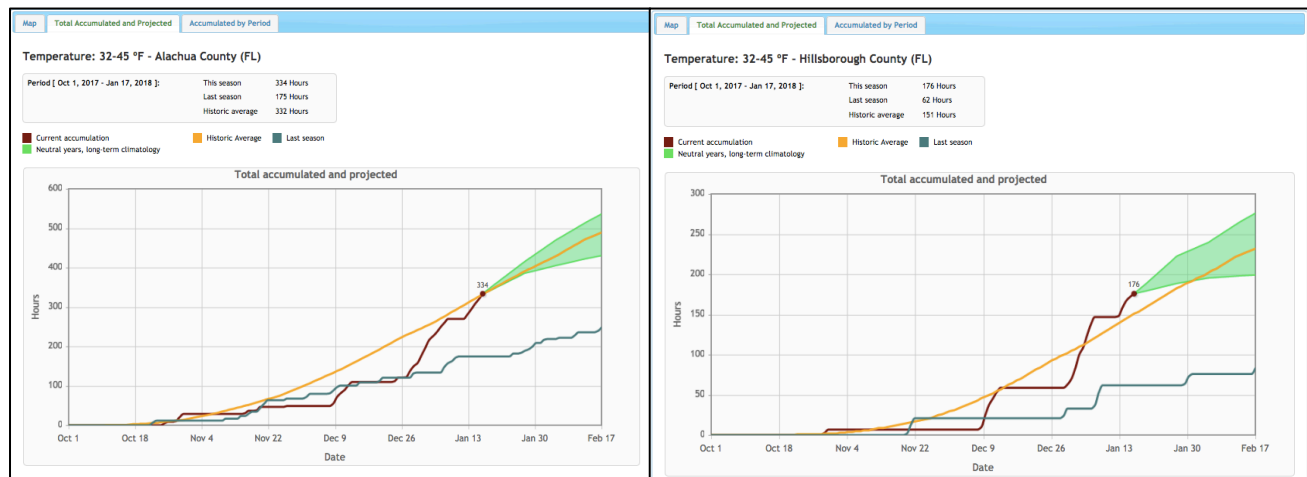 Map Total Accumulated and Projected Accumulated by Period
Temperature: 32-45 °F - Alachua County (FL)
Period [ Oct 1, 2017 - Jan 17, 2018 ]: This season 334 Hours
Last season 175 Hours
Historic average 332 Hours
Current accumulation Historic Average Last season
Neutral years, long-term climatology
Total accumulated and projected
600
500
400
300
200
100
0
Hours
334
Oct 1 Oct 18 Nov 4 Nov 22 Dec 9 Dec 26 Jan 13 Jan 30 Feb 17
Date
Map Total Accumulated and Projected Accumulated by Period
Temperature: 32-45 °F - Hillsborough County (FL)
Period [ Oct 1, 2017 - Jan 17, 2018 ]: This season 176 Hours
Last season 62 Hours
Historic average 151 Hours
Current accumulation Historic Average Last season
Neutral years, long-term climatology
Total accumulated and projected
300
250
200
150
100
50
0
Hours
176
Oct 1 Oct 18 Nov 4 Nov 22 Dec 9 Dec 26 Jan 13 Jan 30 Feb 17
Date